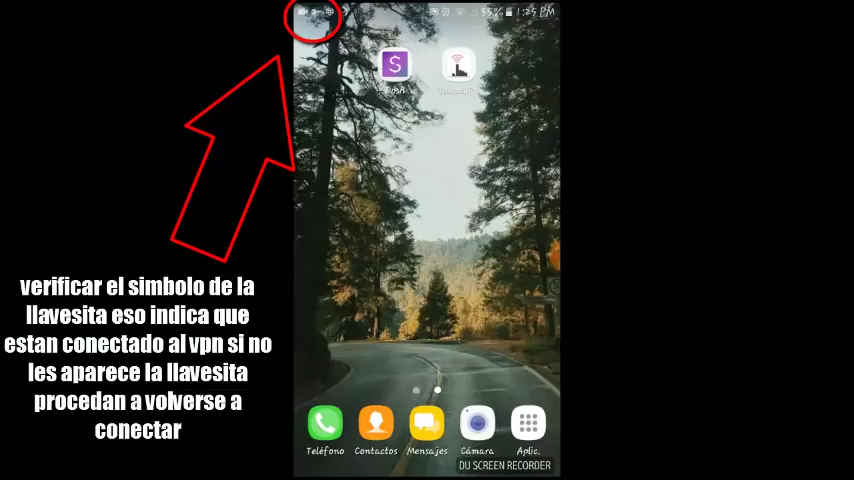 55% 1:25 PM
Dosh
verificar el simbolo de la
llavesita eso indica que
estan conectado al vpn si no
les aparece la llavesita
procedan a volverse a
conectar
Teléfono Contactos Mensajes Cámara Aplic.
DU SCREEN RECORDER